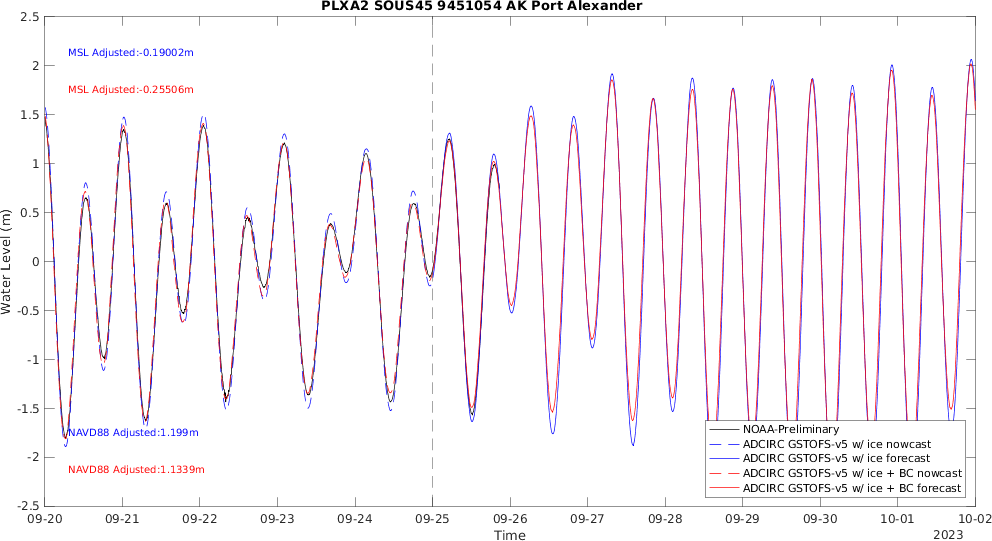 PLXA2 SOUS45 9451054 AK Port Alexander
MSL Adjusted:-0.19002m
MSL Adjusted:-0.25506m
NAVD88 Adjusted:1.199m
NAVD88 Adjusted:1.1339m
Water Level (m)
2.5
2
1.5
1
0.5
0
-0.5
-1
-1.5
-2
-2.5
NOAA-Preliminary
ADCIRC GSTOFS-v5 w/ ice nowcast
ADCIRC GSTOFS-v5 w/ ice forecast
ADCIRC GSTOFS-v5 w/ ice + BC nowcast
ADCIRC GSTOFS-v5 w/ ice + BC forecast
09-20 09-21 09-22 09-23 09-24 09-25 09-26 09-27 09-28 09-29 09-30 10-01 10-02
Time
2023